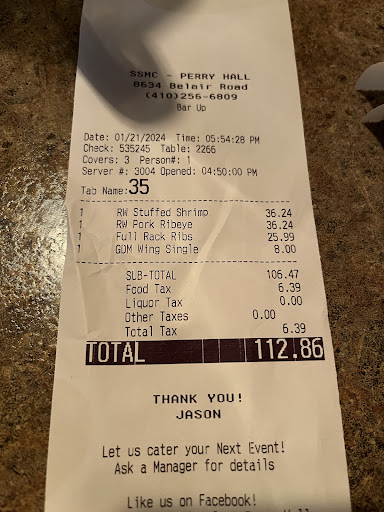 SSMC - PERRY HALL
8634 Belair Road
(410)256-6809
Bar Up
Date: 01/21/2024 Time: 05:54:28 PM
Check: 535245 Table: 2266
Covers: 3 Person#: 1
Server #: 3004 Opened: 04:50:00 PM
Tab Name: 35
1 RW Stuffed Shrimp 36.24
1 RW Pork Ribeye 36.24
1 Full Rack Ribs 25.99
1 GDM Wing Single 8.00
SUB-TOTAL 106.47
Food Tax 6.39
Liquor Tax 0.00
Other Taxes 0.00
Total Tax 6.39
TOTAL 112.86
THANK YOU!
JASON
Let us cater your Next Event!
Ask a Manager for details
Like us on Facebook!